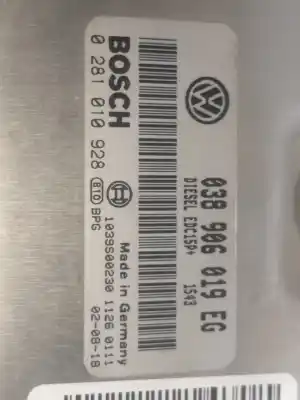 038 906 019 EG
DIESEL EDC15P+ 1543
BOSCH
0 281 010 928
BTD BPG
1039S00230 1126 0111
Made in Germany
02-08-18